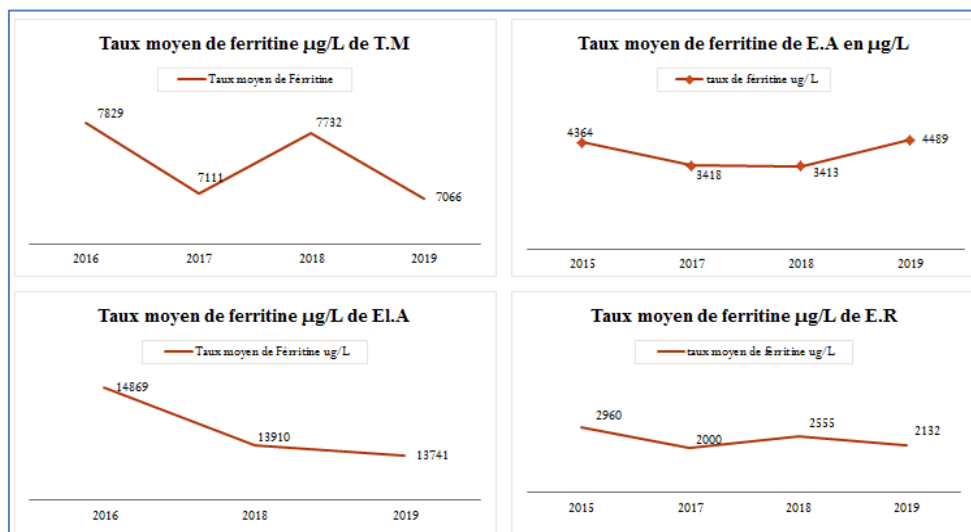 Taux moyen de ferritine µg/L de T.M
Taux moyen de Férritine
7829
7111
7732
7066
2016 2017 2018 2019
Taux moyen de ferritine de E.A en µg/L
taux de férritine ug/L
4364
3418
3413
4489
2015 2017 2018 2019
Taux moyen de ferritine µg/L de El.A
Taux moyen de Férritine ug/L
14869
13910
13741
2016 2018 2019
Taux moyen de ferritine µg/L de E.R
taux moyen de ferritine ug/L
2960
2000
2555
2132
2015 2017 2018 2019